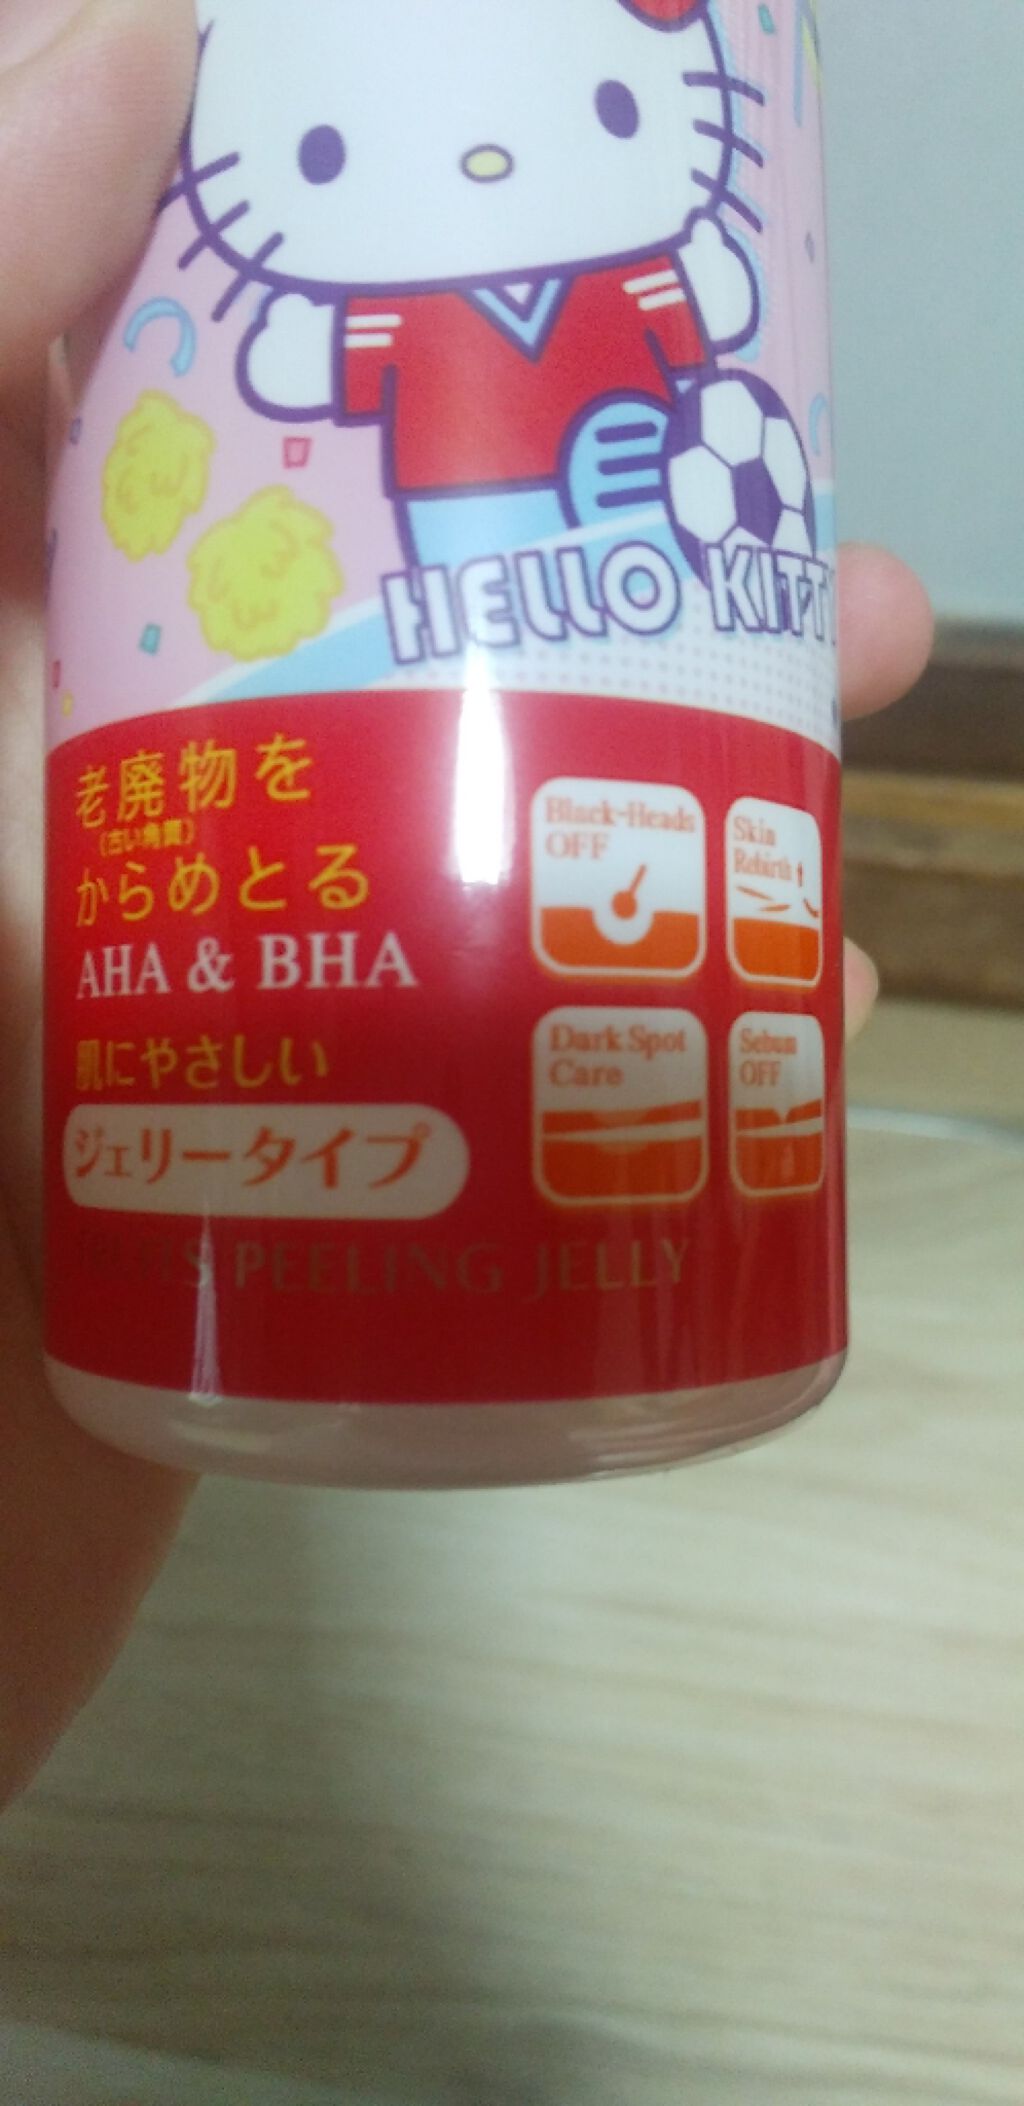 HELLO KITTY
老廃物を
(古い角質)
からめとる
AHA & BHA
肌にやさしい
ジェリータイプ
FRUITS PEELING JELLY
Black-Heads
OFF
Skin
Rebirth↑
Dark Spot
Care
Sebum
OFF